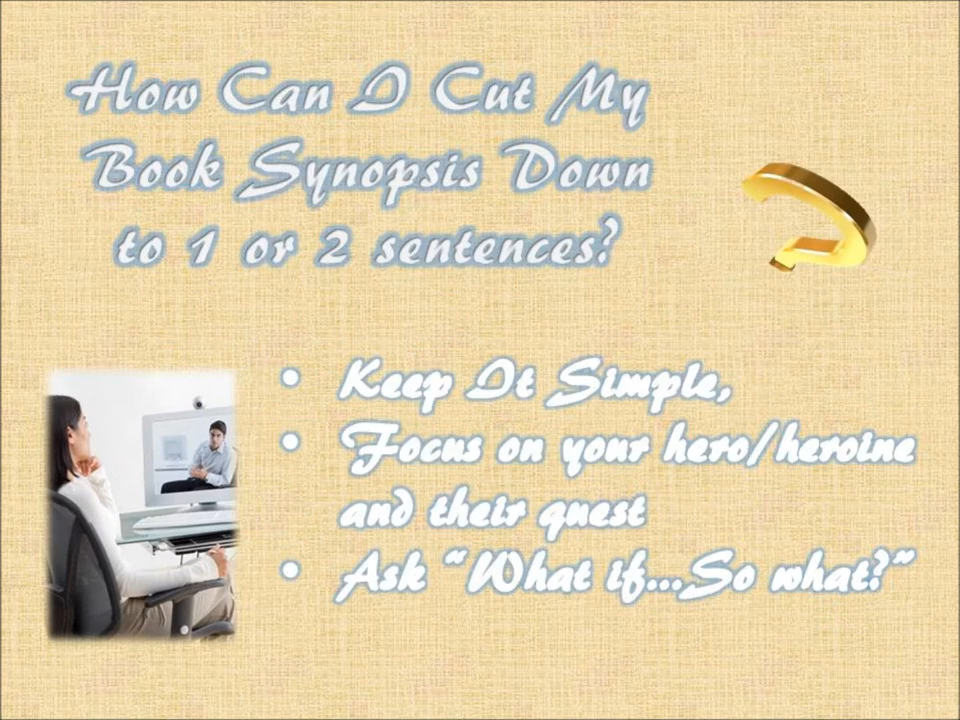 How Can I Cut My
Book Synopsis Down
to 1 or 2 sentences?
• Keep It Simple,
• Focus on your hero/heroine
and their quest
• Ask “What if...So what?”